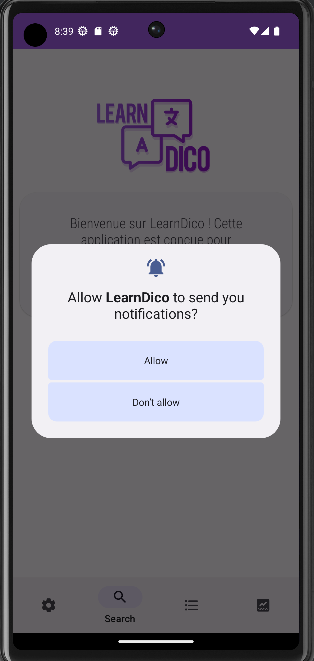 8:39
LEARN
文
A
DICO
Bienvenue sur LearnDico ! Cette
application est conçue pour
Allow LearnDico to send you
notifications?
Allow
Don't allow
Search